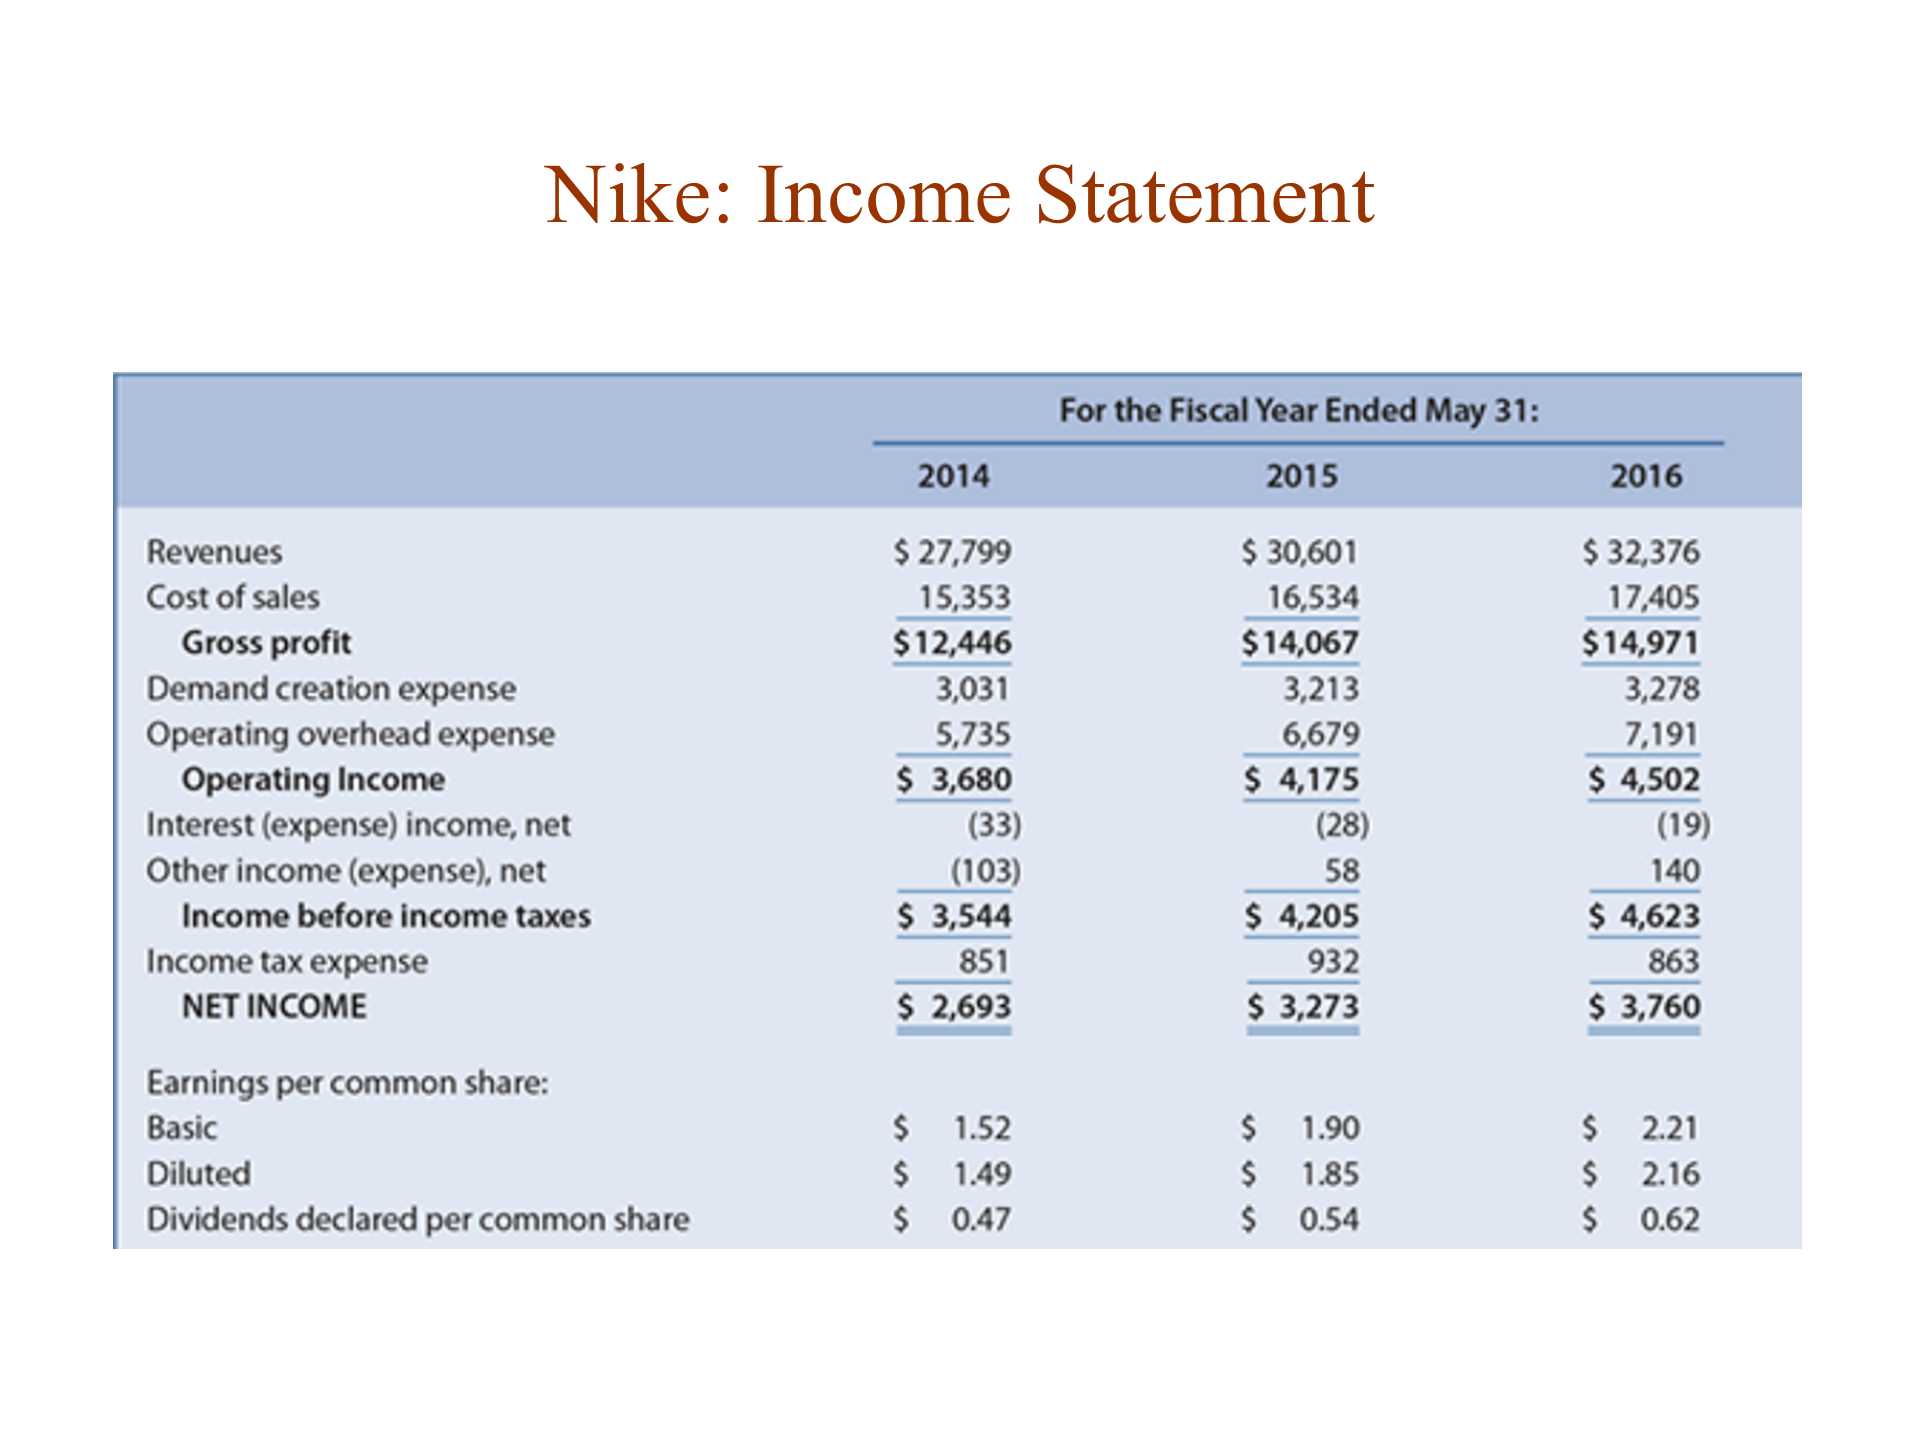 Nike: Income Statement
For the Fiscal Year Ended May 31:
2014 2015 2016
Revenues $ 27,799 $ 30,601 $ 32,376
Cost of sales 15,353 16,534 17,405
Gross profit $12,446 $14,067 $14,971
Demand creation expense 3,031 3,213 3,278
Operating overhead expense 5,735 6,679 7,191
Operating Income $ 3,680 $ 4,175 $ 4,502
Interest (expense) income, net (33) (28) (19)
Other income (expense), net (103) 58 140
Income before income taxes $ 3,544 $ 4,205 $ 4,623
Income tax expense 851 932 863
NET INCOME $ 2,693 $ 3,273 $ 3,760
Earnings per common share:
Basic $ 1.52 $ 1.90 $ 2.21
Diluted $ 1.49 $ 1.85 $ 2.16
Dividends declared per common share $ 0.47 $ 0.54 $ 0.62